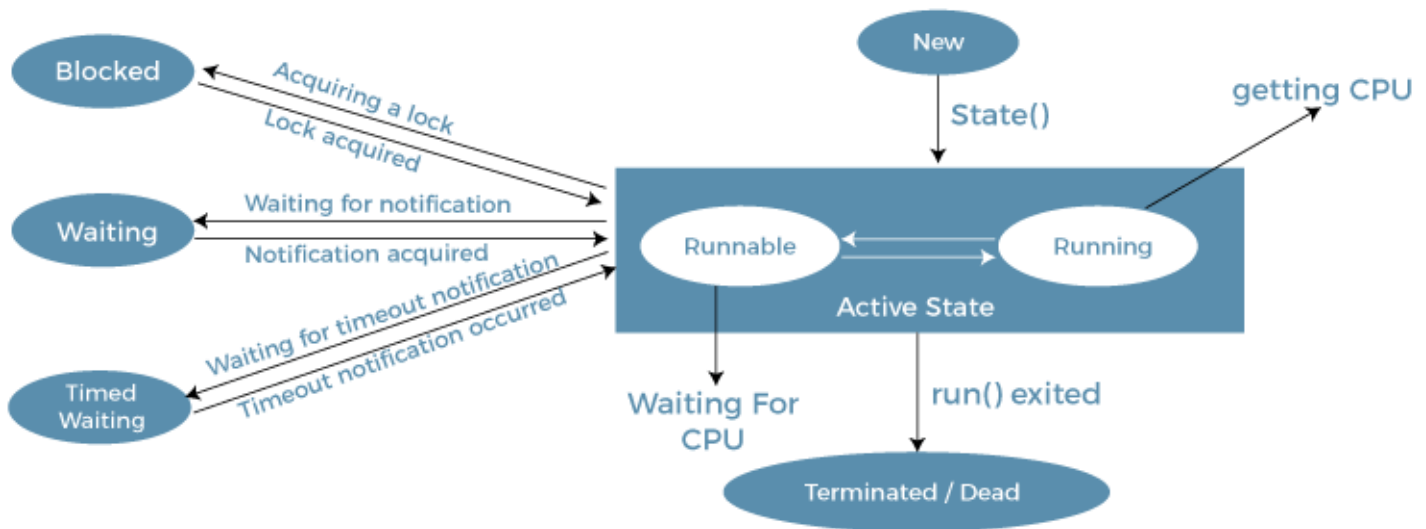 New
Blocked
Acquiring a lock
Lock acquired
State()
getting CPU
Waiting for notification
Waiting
Notification acquired
Runnable
Running
Active State
Waiting for timeout notification
Timeout notification occurred
Timed
Waiting
Waiting For
CPU
run() exited
Terminated / Dead